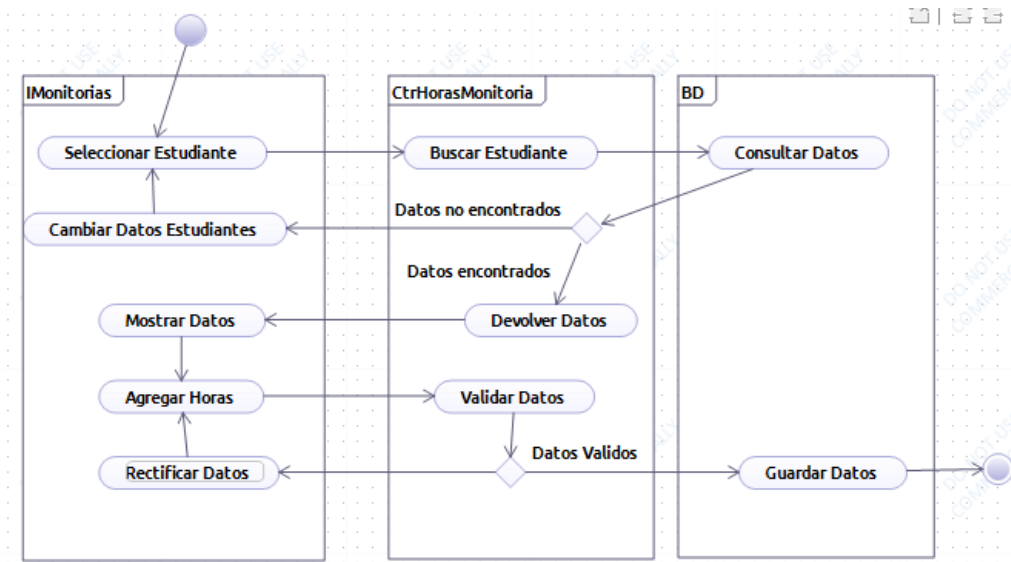 IMonitorias
CtrHorasMonitoria
BD
Seleccionar Estudiante
Buscar Estudiante
Consultar Datos
Datos no encontrados
Cambiar Datos Estudiantes
Datos encontrados
Mostrar Datos
Devolver Datos
Agregar Horas
Validar Datos
Datos Validos
Rectificar Datos
Guardar Datos